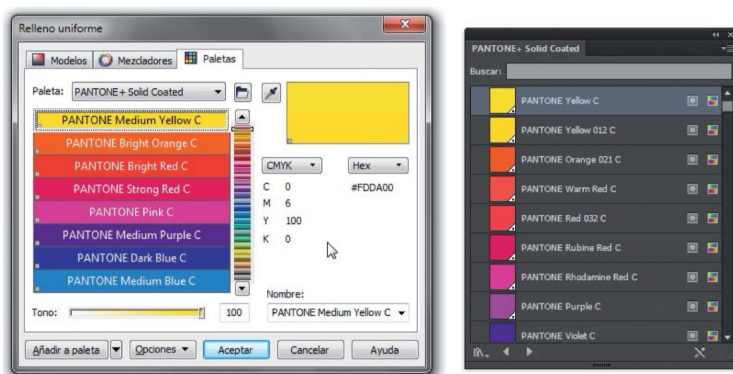 Relleno uniforme
Modelos
Mezcladores
Paletas
Paleta:
PANTONE+ Solid Coated
PANTONE Medium Yellow C
PANTONE Bright Orange C
PANTONE Bright Red C
PANTONE Strong Red C
PANTONE Pink C
PANTONE Medium Purple C
PANTONE Dark Blue C
PANTONE Medium Blue C
Tono:
100
CMYK
Hex
C 0
#FDDA00
M 6
Y 100
K 0
Nombre:
PANTONE Medium Yellow C
Añadir a paleta
Opciones
Aceptar
Cancelar
Ayuda
PANTONE+ Solid Coated
Buscar:
PANTONE Yellow C
PANTONE Yellow 012 C
PANTONE Orange 021 C
PANTONE Warm Red C
PANTONE Red 032 C
PANTONE Rubine Red C
PANTONE Rhodamine Red C
PANTONE Purple C
PANTONE Violet C